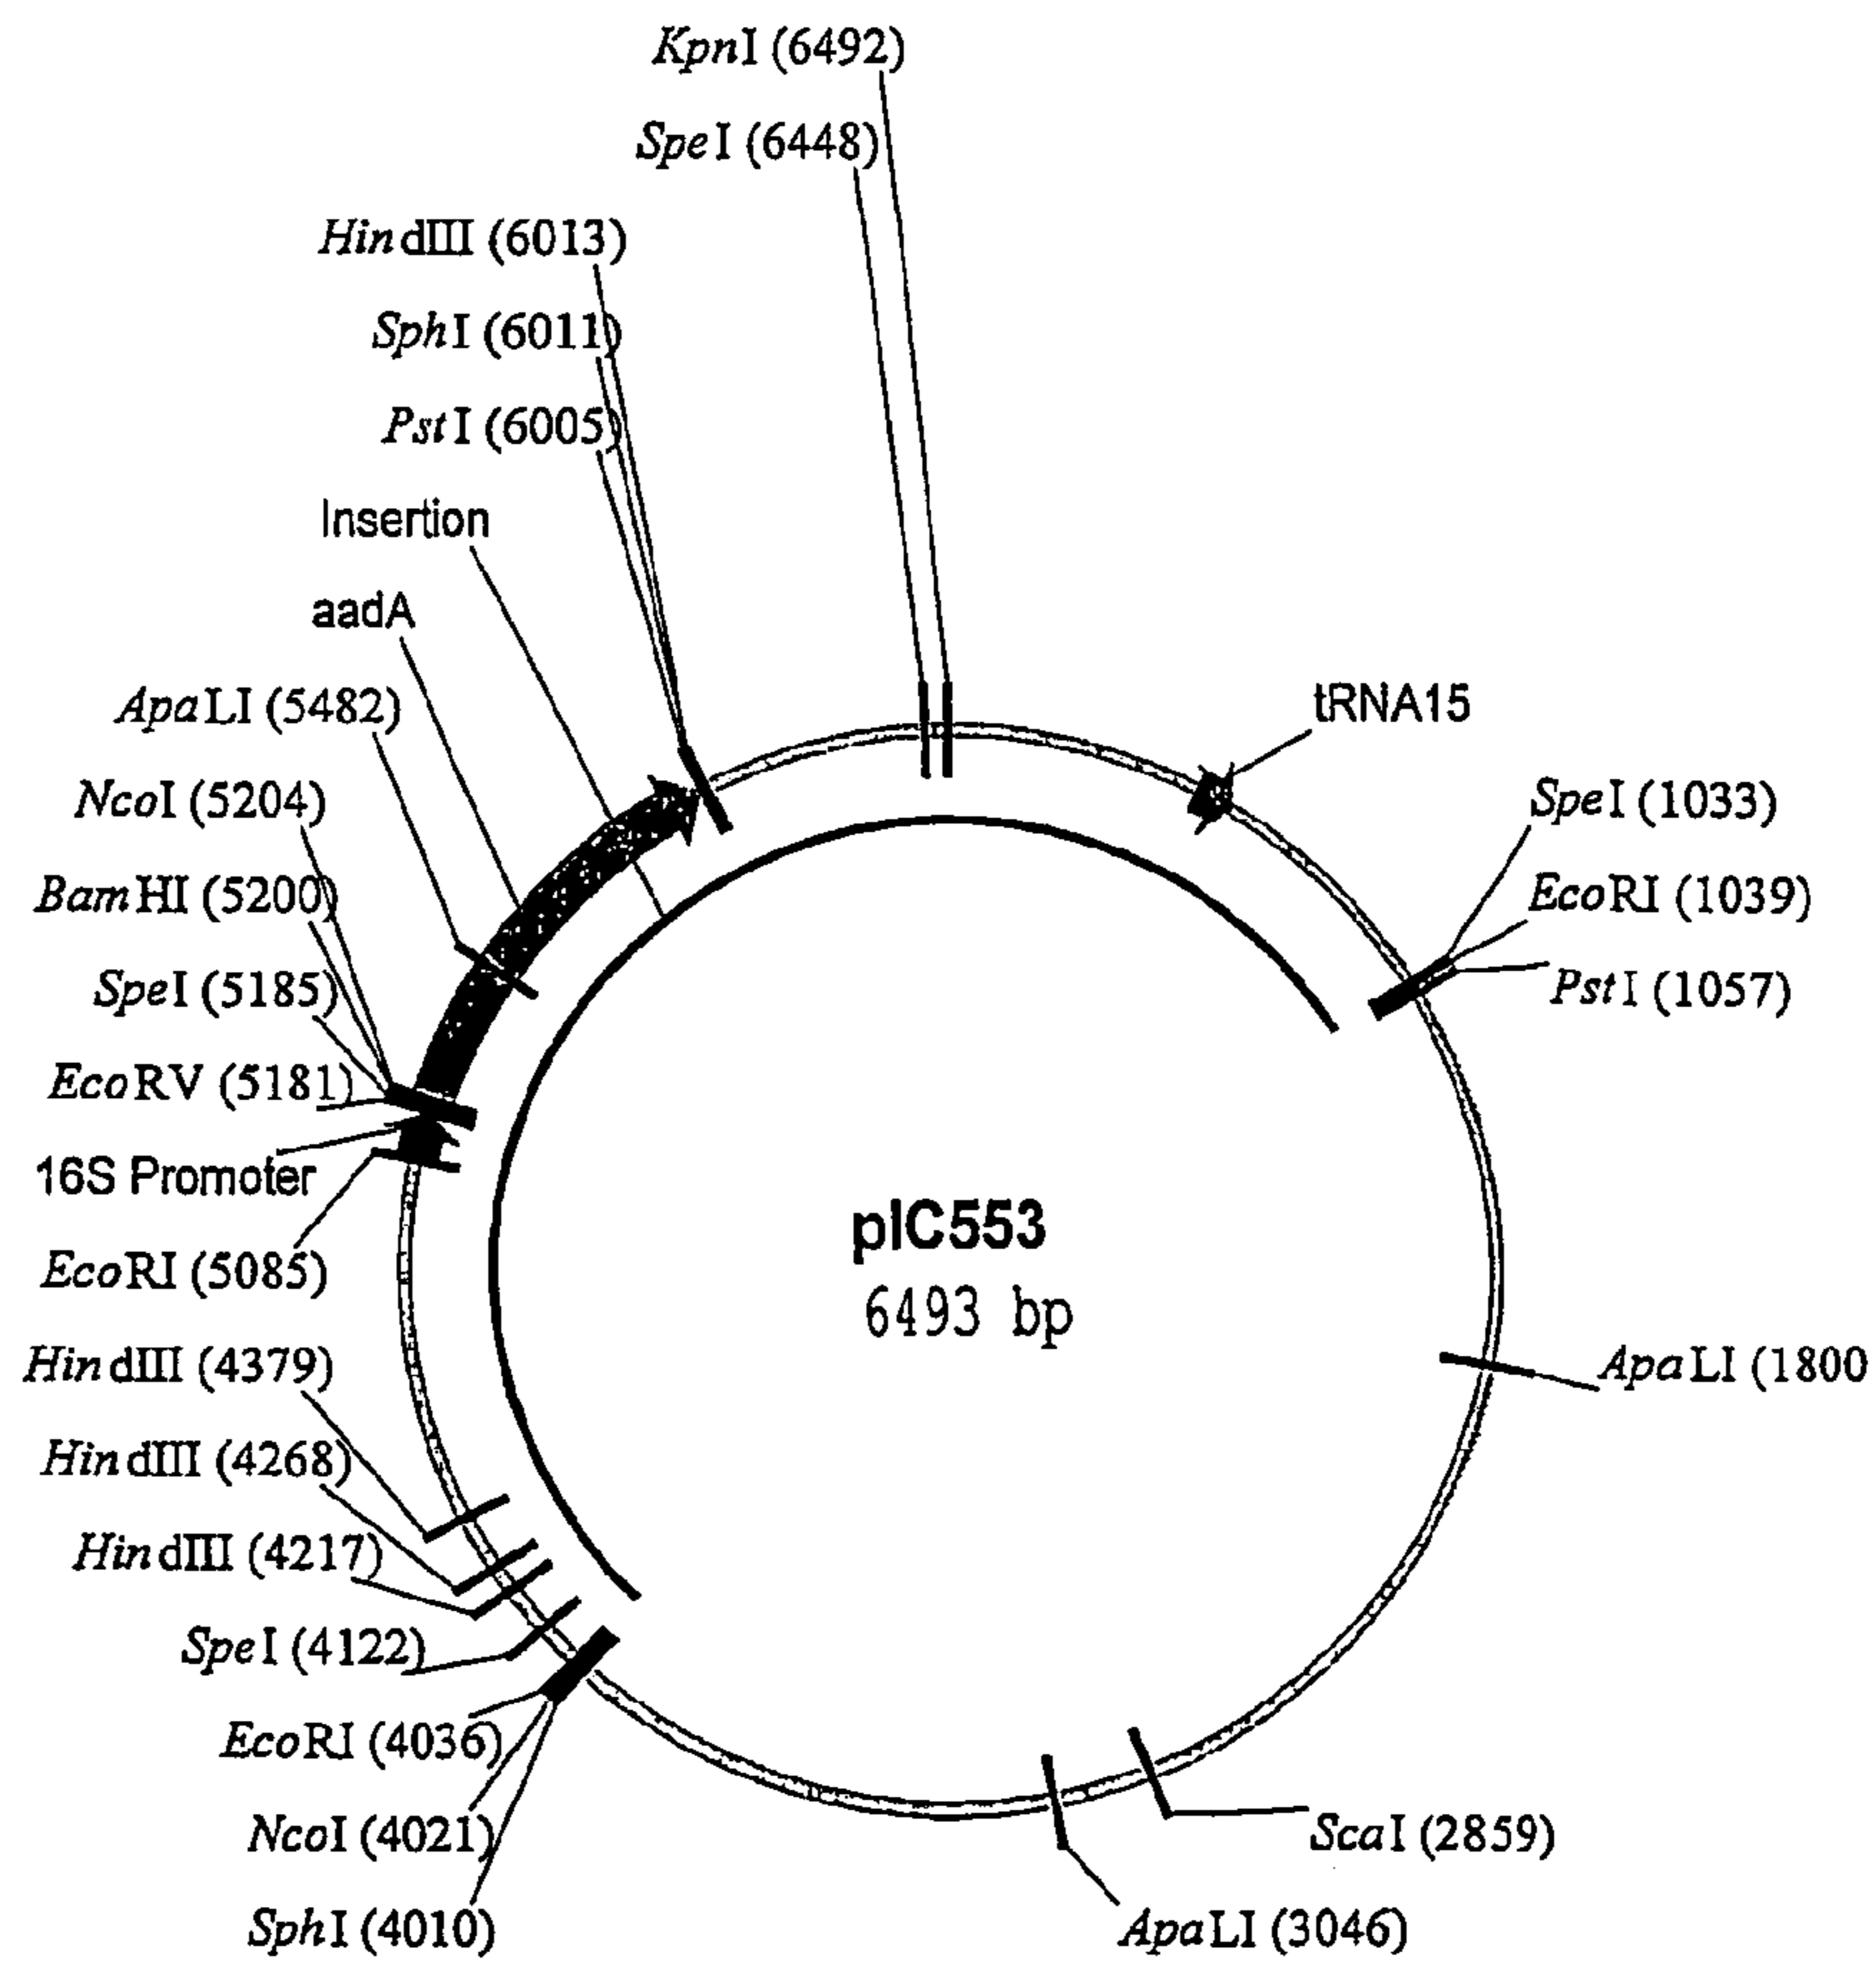 KpnI (6492)
SpeI (6448)
HindIII (6013)
SphI (6011)
PstI (6005)
Insertion
aadA
ApaLI (5482)
NcoI (5204)
BamHI (5200)
SpeI (5185)
EcoRV (5181)
16S Promoter
EcoRI (5085)
HindIII (4379)
HindIII (4268)
HindIII (4217)
SpeI (4122)
EcoRI (4036)
NcoI (4021)
SphI (4010)
tRNA15
SpeI (1033)
EcoRI (1039)
PstI (1057)
pIC553
6493 bp
ApaLI (1800
ScaI (2859)
ApaLI (3046)